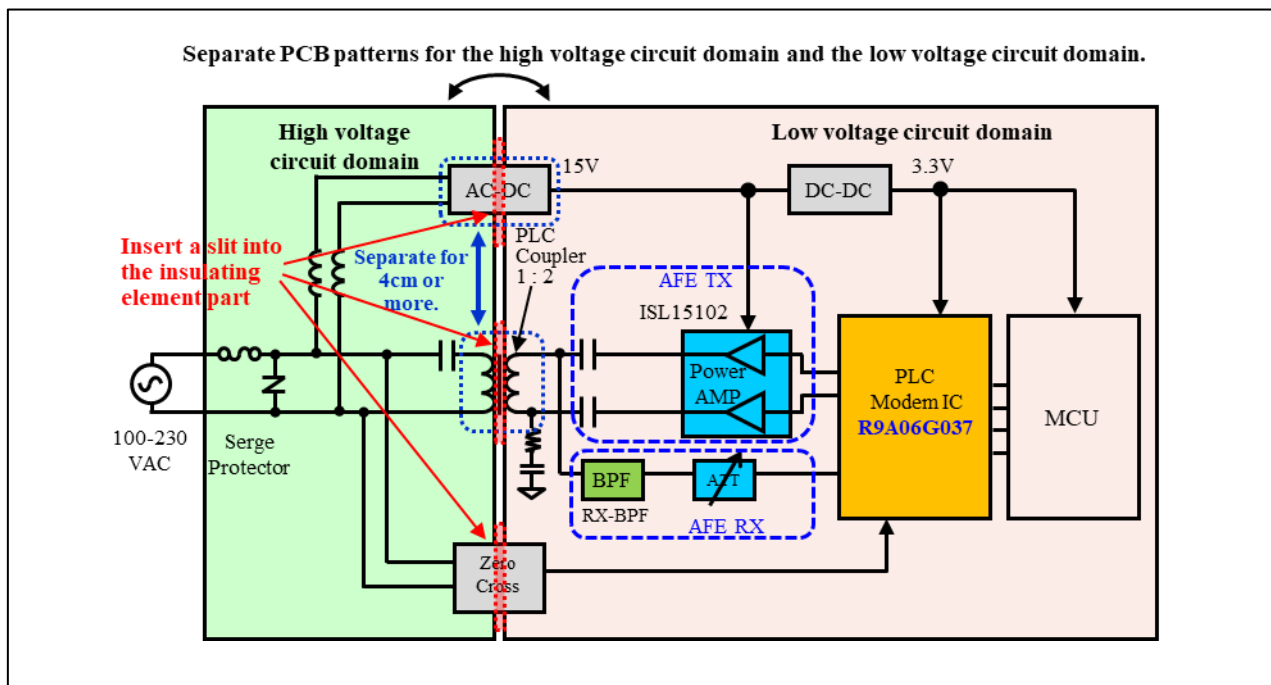 Separate PCB patterns for the high voltage circuit domain and the low voltage circuit domain.
High voltage
circuit domain
Low voltage circuit domain
AC-DC
15V
DC-DC
3.3V
Insert a slit into
the insulating
element part
Separate for
4cm or
more.
PLC
Coupler
1 : 2
AFE TX
ISL15102
Power
AMP
PLC
Modem IC
R9A06G037
MCU
100-230
VAC
Serge
Protector
BPF
RX-BPF
ATT
AFE RX
Zero
Cross